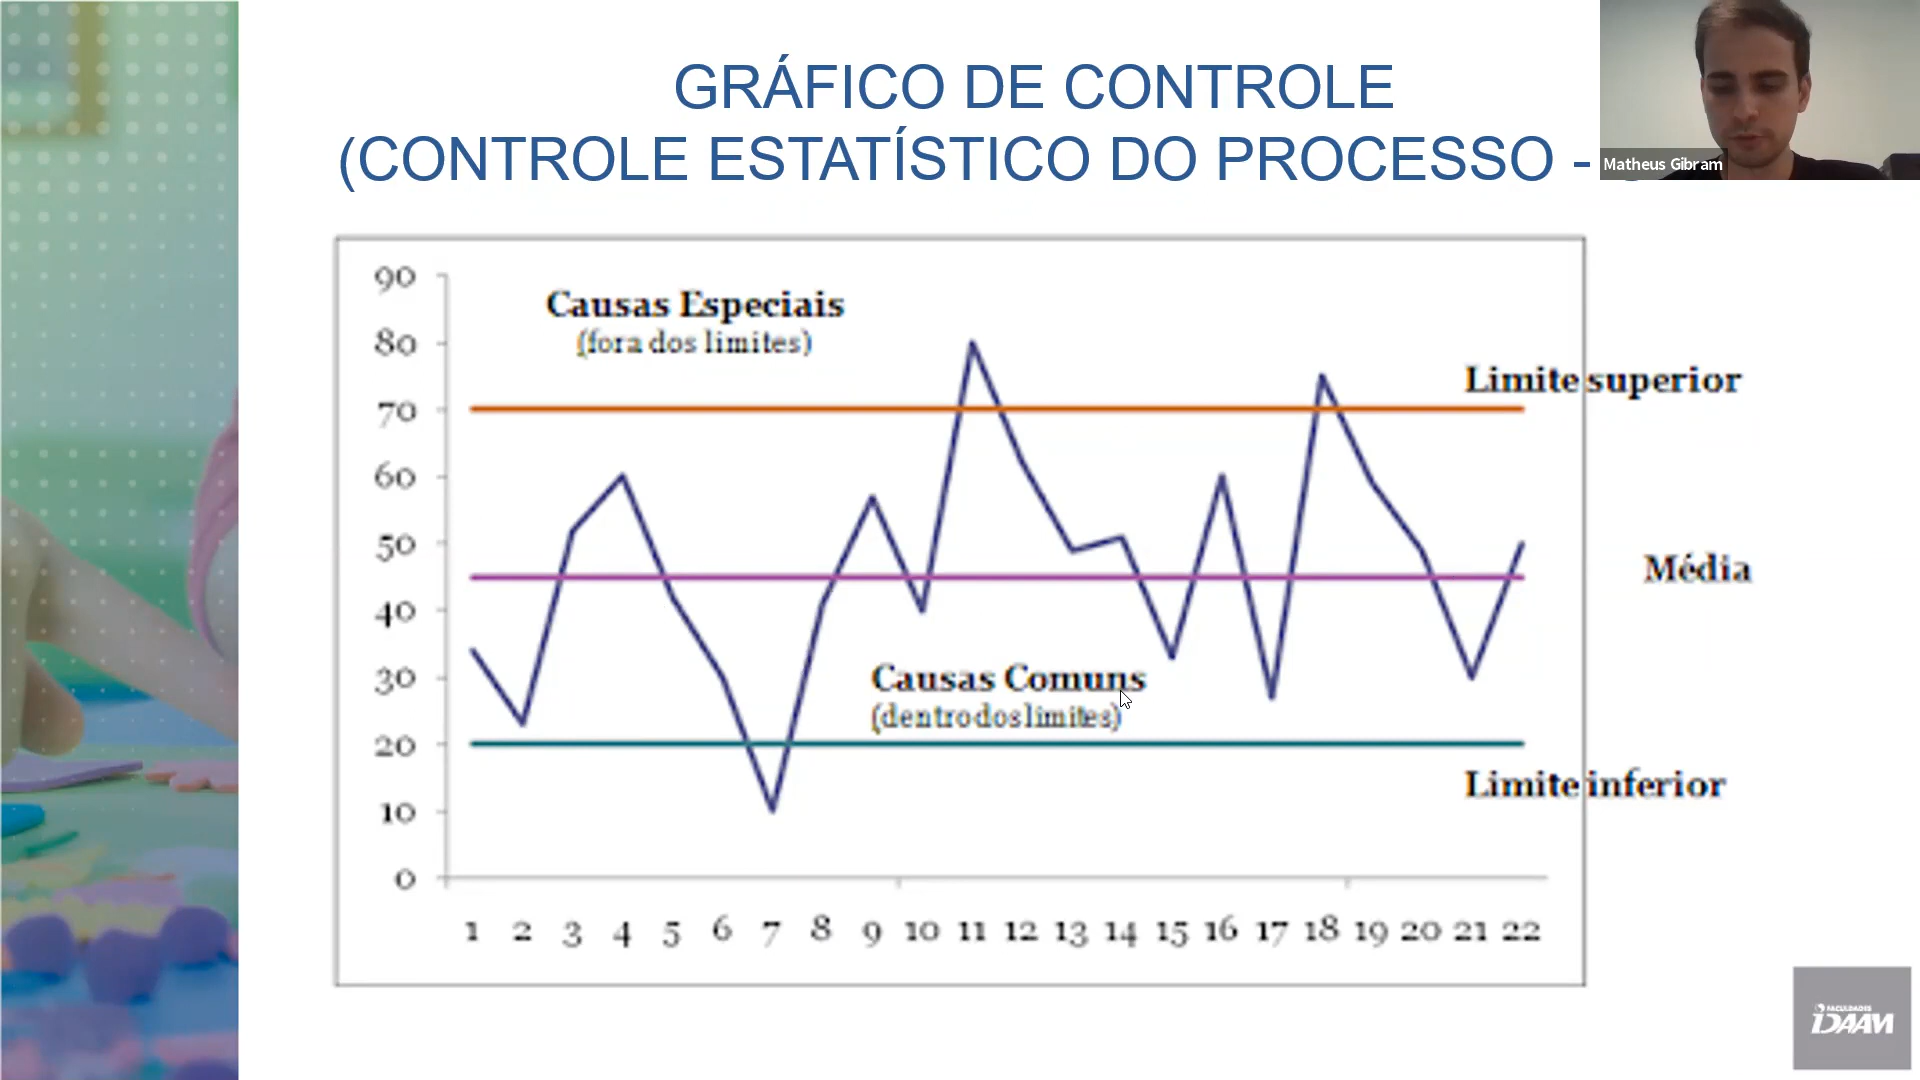 GRÁFICO DE CONTROLE
(CONTROLE ESTATÍSTICO DO PROCESSO -
Matheus Gibram
90
80
70
60
50
40
30
20
10
0
Causas Especiais
(fora dos limites)
Limite superior
Média
Causas Comuns
(dentro dos limites)
Limite inferior
1 2 3 4 5 6 7 8 9 10 11 12 13 14 15 16 17 18 19 20 21 22
FACULDADES
IDAAM